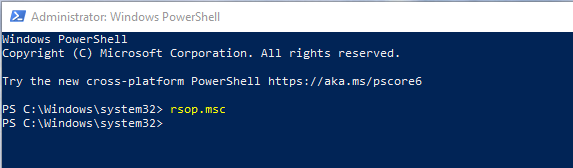 Administrator: Windows PowerShell
Windows PowerShell
Copyright (C) Microsoft Corporation. All rights reserved.
Try the new cross-platform PowerShell https://aka.ms/pscore6
PS C:\Windows\system32> rsop.msc
PS C:\Windows\system32>